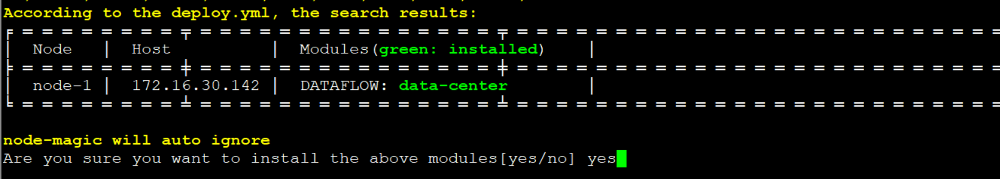 According to the deploy.yml, the search results:
Node | Host | Modules(green: installed) |
node-1 | 172.16.30.142 | DATAFLOW: data-center |
node-magic will auto ignore
Are you sure you want to install the above modules[yes/no] yes